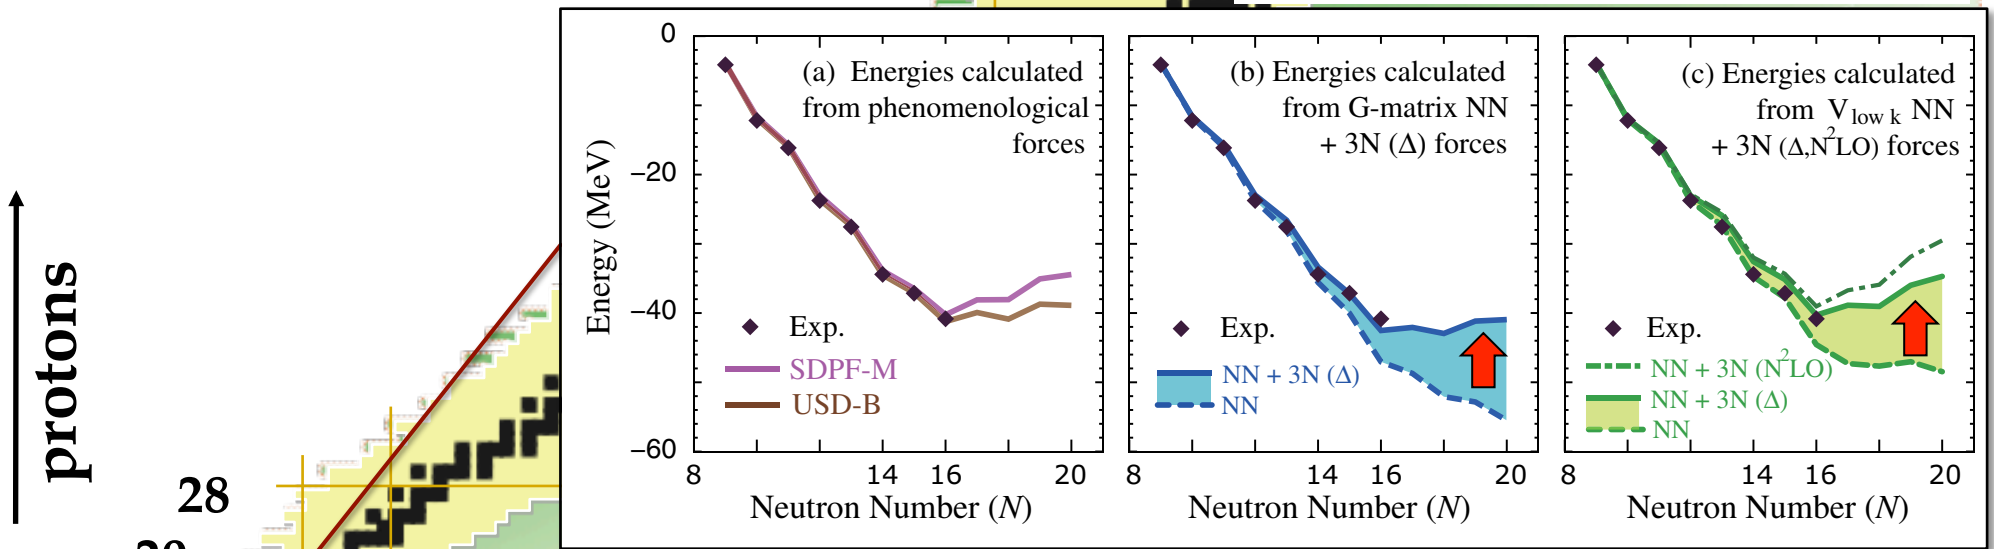 protons
28
20
Energy (MeV)
0
−20
−40
−60
(a) Energies calculated
from phenomenological
forces
Exp.
SDPF-M
USD-B
8
14
16
20
Neutron Number (N)
(b) Energies calculated
from G-matrix NN
+ 3N (Δ) forces
Exp.
NN + 3N (Δ)
NN
8
14
16
20
Neutron Number (N)
(c) Energies calculated
from V low k NN
+ 3N (Δ,N²LO) forces
Exp.
NN + 3N (N²LO)
NN + 3N (Δ)
NN
8
14
16
20
Neutron Number (N)